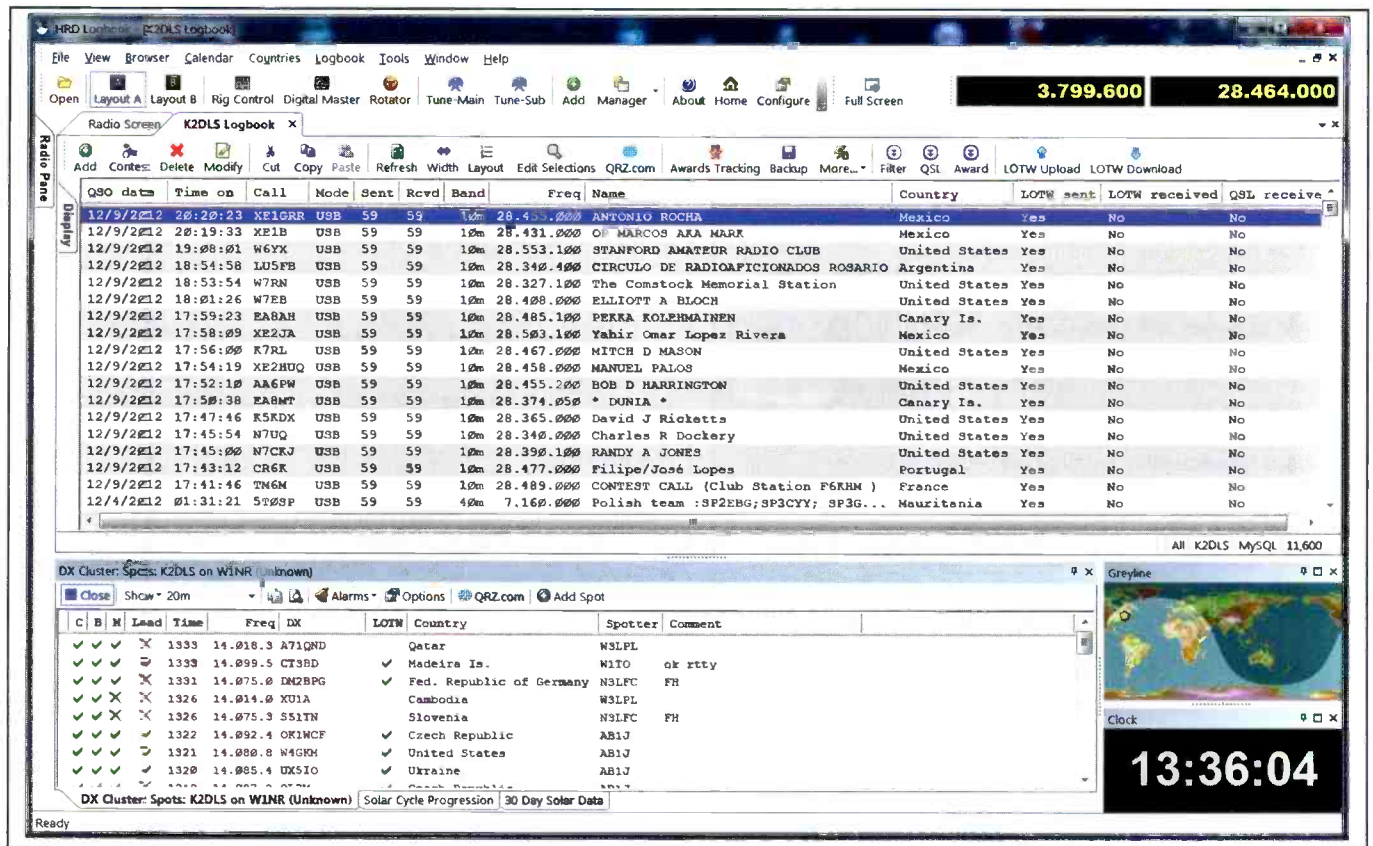 HRD Logbook - [K2DLS Logbook]
File View Browser Calendar Countries Logbook Tools Window Help
Open Layout A Layout B Rig Control Digital Master Rotator Tune-Main Tune-Sub Add Manager About Home Configure Full Screen 3.799.600 28.464.000
Radio Screen K2DLS Logbook
Radio Pane
Display
Add Contest Delete Modify Cut Copy Paste Refresh Width Layout Edit Selections QRZ.com Awards Tracking Backup More... Filter QSL Award LOTW Upload LOTW Download
QSO date Time on Call Mode Sent Rcvd Band Freq Name Country LOTW sent LOTW received QSL receive
12/9/2012 20:20:23 XE1GRR USB 59 59 10m 28.455.000 ANTONIO ROCHA Mexico Yes No No
12/9/2012 20:19:33 XE1B USB 59 59 10m 28.431.000 OP MARCOS AKA MARK Mexico Yes No No
12/9/2012 19:08:01 W6YX USB 59 59 10m 28.553.100 STANFORD AMATEUR RADIO CLUB United States Yes No No
12/9/2012 18:54:58 LU5FB USB 59 59 10m 28.340.400 CIRCULO DE RADIOAFICIONADOS ROSARIO Argentina Yes No No
12/9/2012 18:53:54 W7RN USB 59 59 10m 28.327.100 The Comstock Memorial Station United States Yes No No
12/9/2012 18:01:26 W7EB USB 59 59 10m 28.408.000 ELLIOTT A BLOCH United States Yes No No
12/9/2012 17:59:23 EA8AH USB 59 59 10m 28.485.100 PEKKA KOLEHMAINEN Canary Is. Yes No No
12/9/2012 17:58:09 XE2JA USB 59 59 10m 28.503.100 Yahir Omar Lopez Rivera Mexico Yes No No
12/9/2012 17:56:00 K7RL USB 59 59 10m 28.467.000 MITCH D MASON United States Yes No No
12/9/2012 17:54:19 XE2HUQ USB 59 59 10m 28.458.000 MANUEL PALOS Mexico Yes No No
12/9/2012 17:52:10 AA6PW USB 59 59 10m 28.455.200 BOB D HARRINGTON United States Yes No No
12/9/2012 17:50:38 EA8MT USB 59 59 10m 28.374.050 * DUNIA * Canary Is. Yes No No
12/9/2012 17:47:46 K5KDX USB 59 59 10m 28.365.000 David J Ricketts United States Yes No No
12/9/2012 17:45:54 N7UQ USB 59 59 10m 28.340.000 Charles R Dockery United States Yes No No
12/9/2012 17:45:00 N7CKJ USB 59 59 10m 28.390.100 RANDY A JONES United States Yes No No
12/9/2012 17:43:12 CR6K USB 59 59 10m 28.477.000 Filipe/José Lopes Portugal Yes No No
12/9/2012 17:41:46 TM6M USB 59 59 10m 28.489.000 CONTEST CALL (Club Station F6KHM ) France Yes No No
12/4/2012 01:31:21 5T0SP USB 59 59 40m 7.160.000 Polish team :SP2EBG;SP3CYY; SP3G... Mauritania Yes No No
All K2DLS MySQL 11,600
DX Cluster: Spots: K2DLS on W1NR (Unknown)
Close Show 20m Alarms Options QRZ.com Add Spot
C B M Lead Time Freq DX LOTW Country Spotter Comment
1333 14.018.3 A71QND Qatar W3LPL
1333 14.099.5 CT3BD Madeira Is. W1TO ok rtty
1331 14.075.0 DM2BPG Fed. Republic of Germany N3LFC FH
1326 14.014.0 XU1A Cambodia W3LPL
1326 14.075.3 S51TN Slovenia N3LFC FH
1322 14.092.4 OK1WCF Czech Republic AB1J
1321 14.080.8 W4GKM United States AB1J
1320 14.085.4 UX5IO Ukraine AB1J
DX Cluster: Spots: K2DLS on W1NR (Unknown) Solar Cycle Progression 30 Day Solar Data
Greyline
Clock
13:36:04
Ready